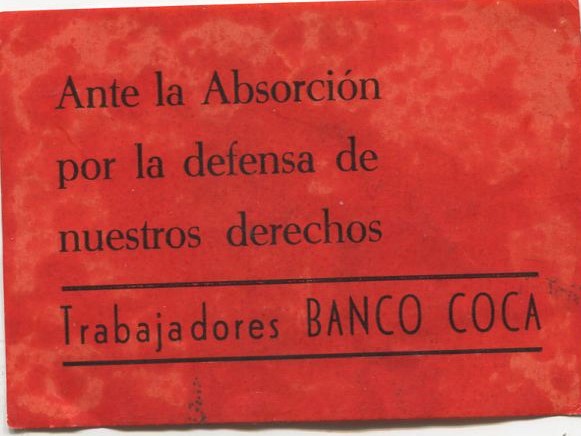 Ante la Absorción
por la defensa de
nuestros derechos
Trabajadores BANCO COCA